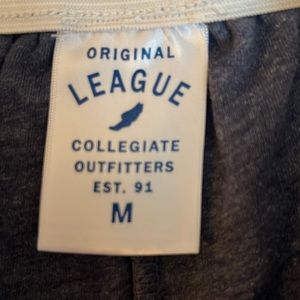 ORIGINAL
LEAGUE
COLLEGIATE
OUTFITTERS
EST. 91
M